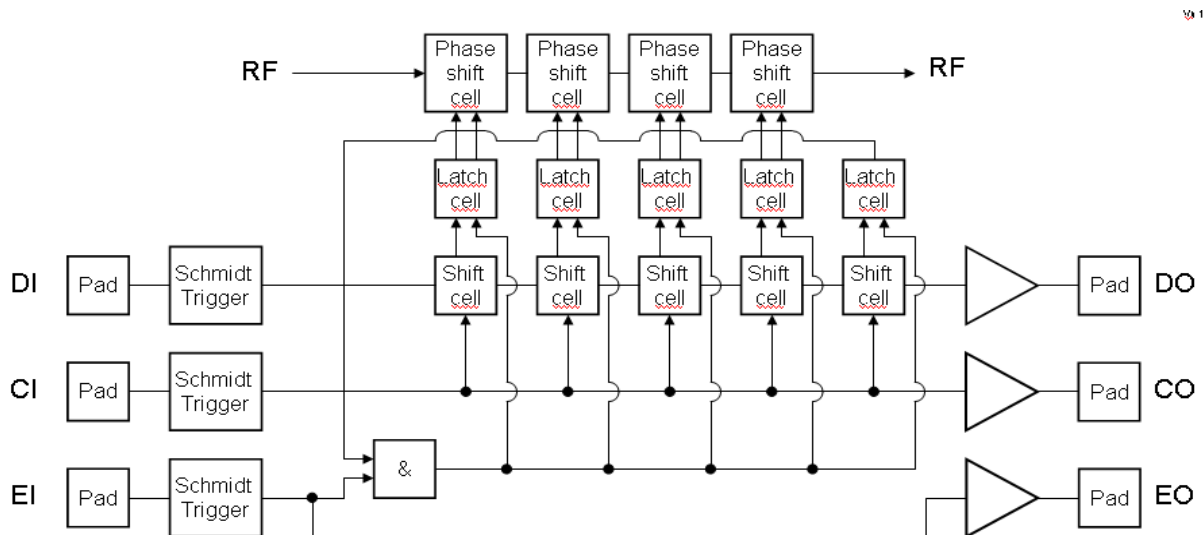 RF
Phase shift cell
Phase shift cell
Phase shift cell
Phase shift cell
RF
Latch cell
Latch cell
Latch cell
Latch cell
Latch cell
DI
Pad
Schmidt Trigger
Shift cell
Shift cell
Shift cell
Shift cell
Shift cell
Pad
DO
CI
Pad
Schmidt Trigger
Pad
CO
&
EI
Pad
Schmidt Trigger
Pad
EO